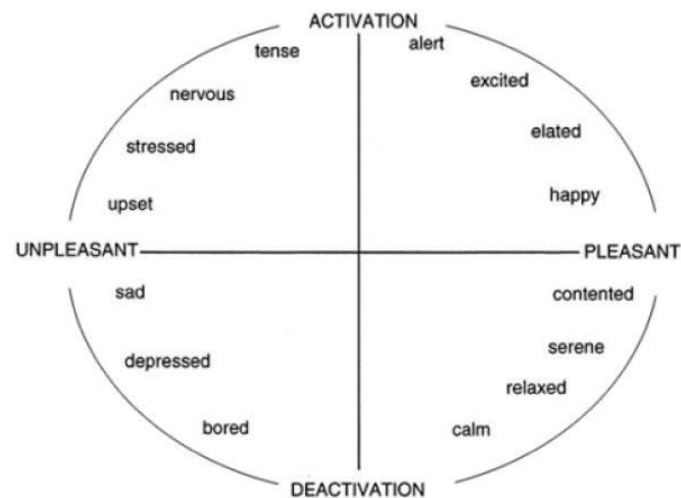 ACTIVATION
tense
alert
nervous
excited
stressed
elated
upset
happy
UNPLEASANT
PLEASANT
sad
contented
depressed
serene
relaxed
bored
calm
DEACTIVATION